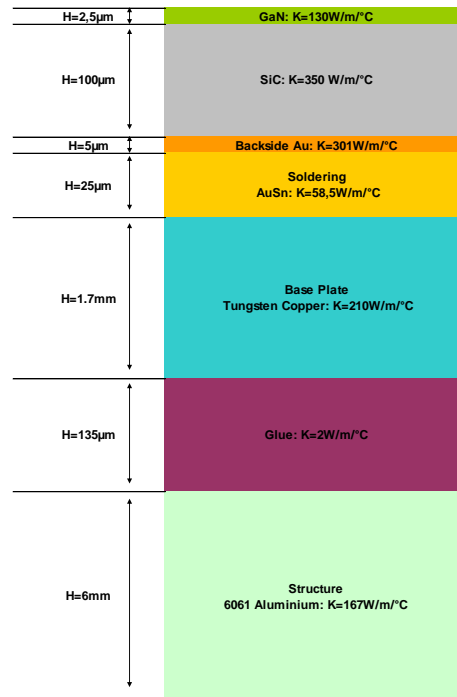 H=2,5µm
GaN: K=130W/m/°C
H=100µm
SiC: K=350 W/m/°C
H=5µm
Backside Au: K=301W/m/°C
H=25µm
Soldering
AuSn: K=58,5W/m/°C
H=1.7mm
Base Plate
Tungsten Copper: K=210W/m/°C
H=135µm
Glue: K=2W/m/°C
H=6mm
Structure
6061 Aluminium: K=167W/m/°C